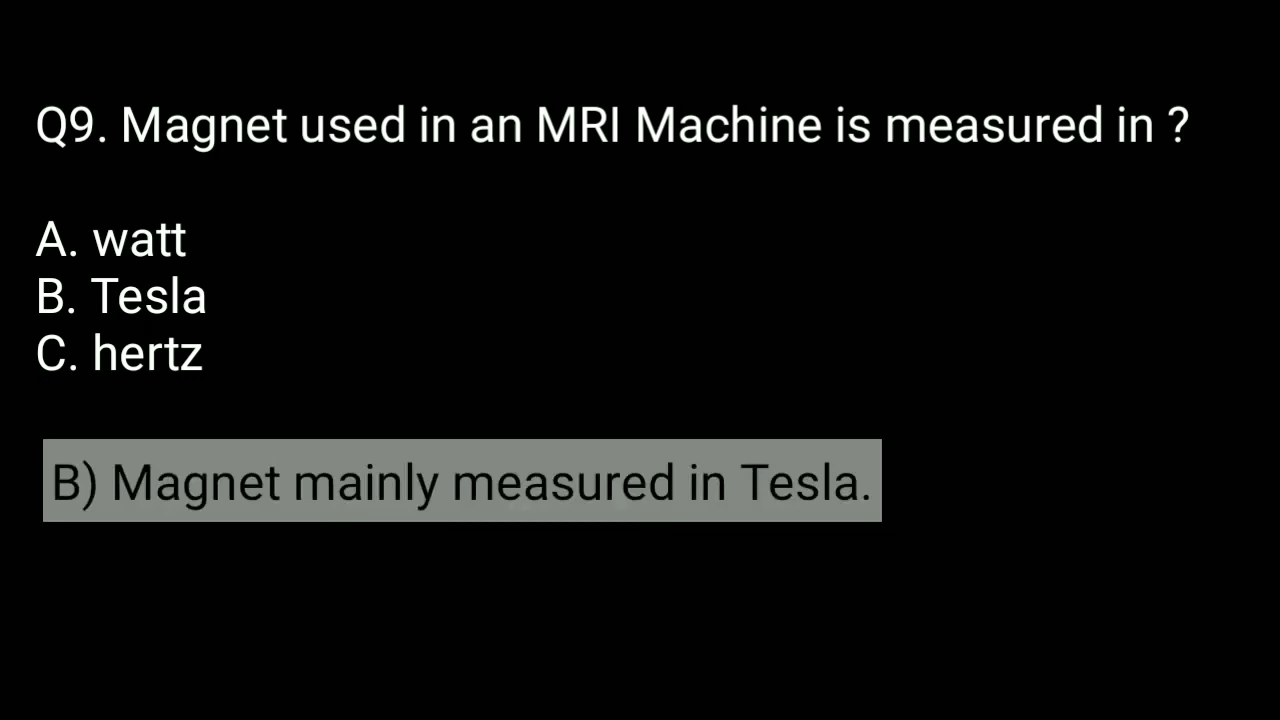 Q9. Magnet used in an MRI Machine is measured in ?
A. watt
B. Tesla
C. hertz
B) Magnet mainly measured in Tesla.